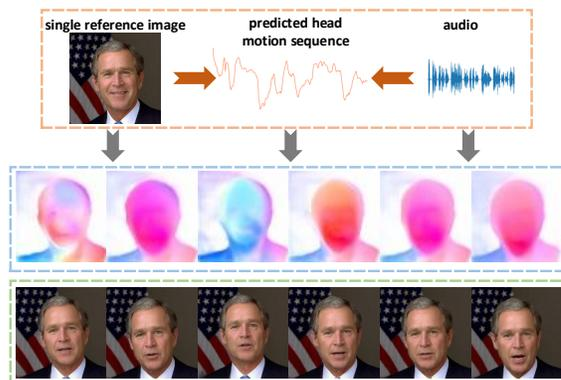 single reference image
predicted head
motion sequence
audio